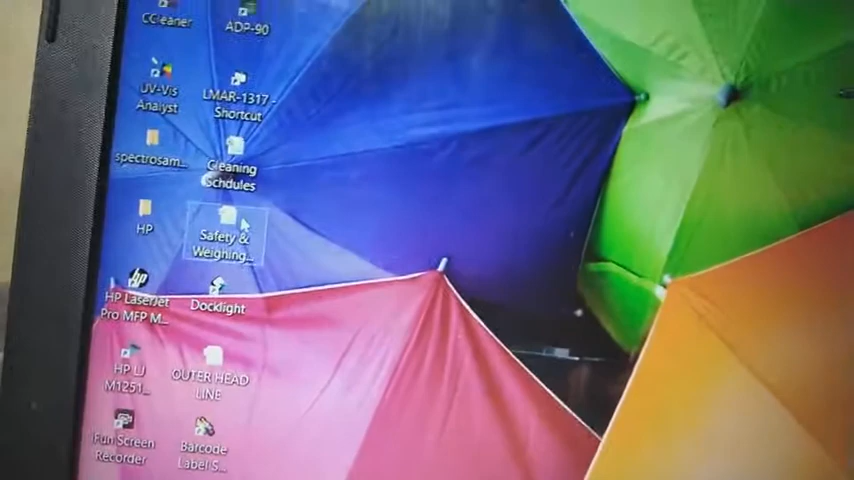 CCleaner
ADP-90
UV-Vis
Analyst
LMAR-1317
Shortcut
spectrosam...
Cleaning
Schdules
HP
Safety &
Weighing...
HP LaserJet
Pro MFP M...
Docklight
HP LJ
M1251...
OUTER HEAD
LINE
Fun Screen
Recorder
Barcode
Label S...